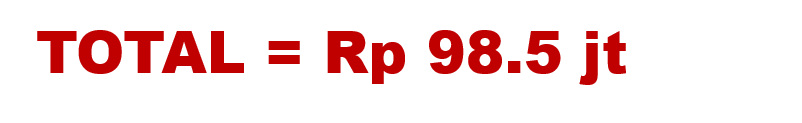 TOTAL = Rp 98.5 jt